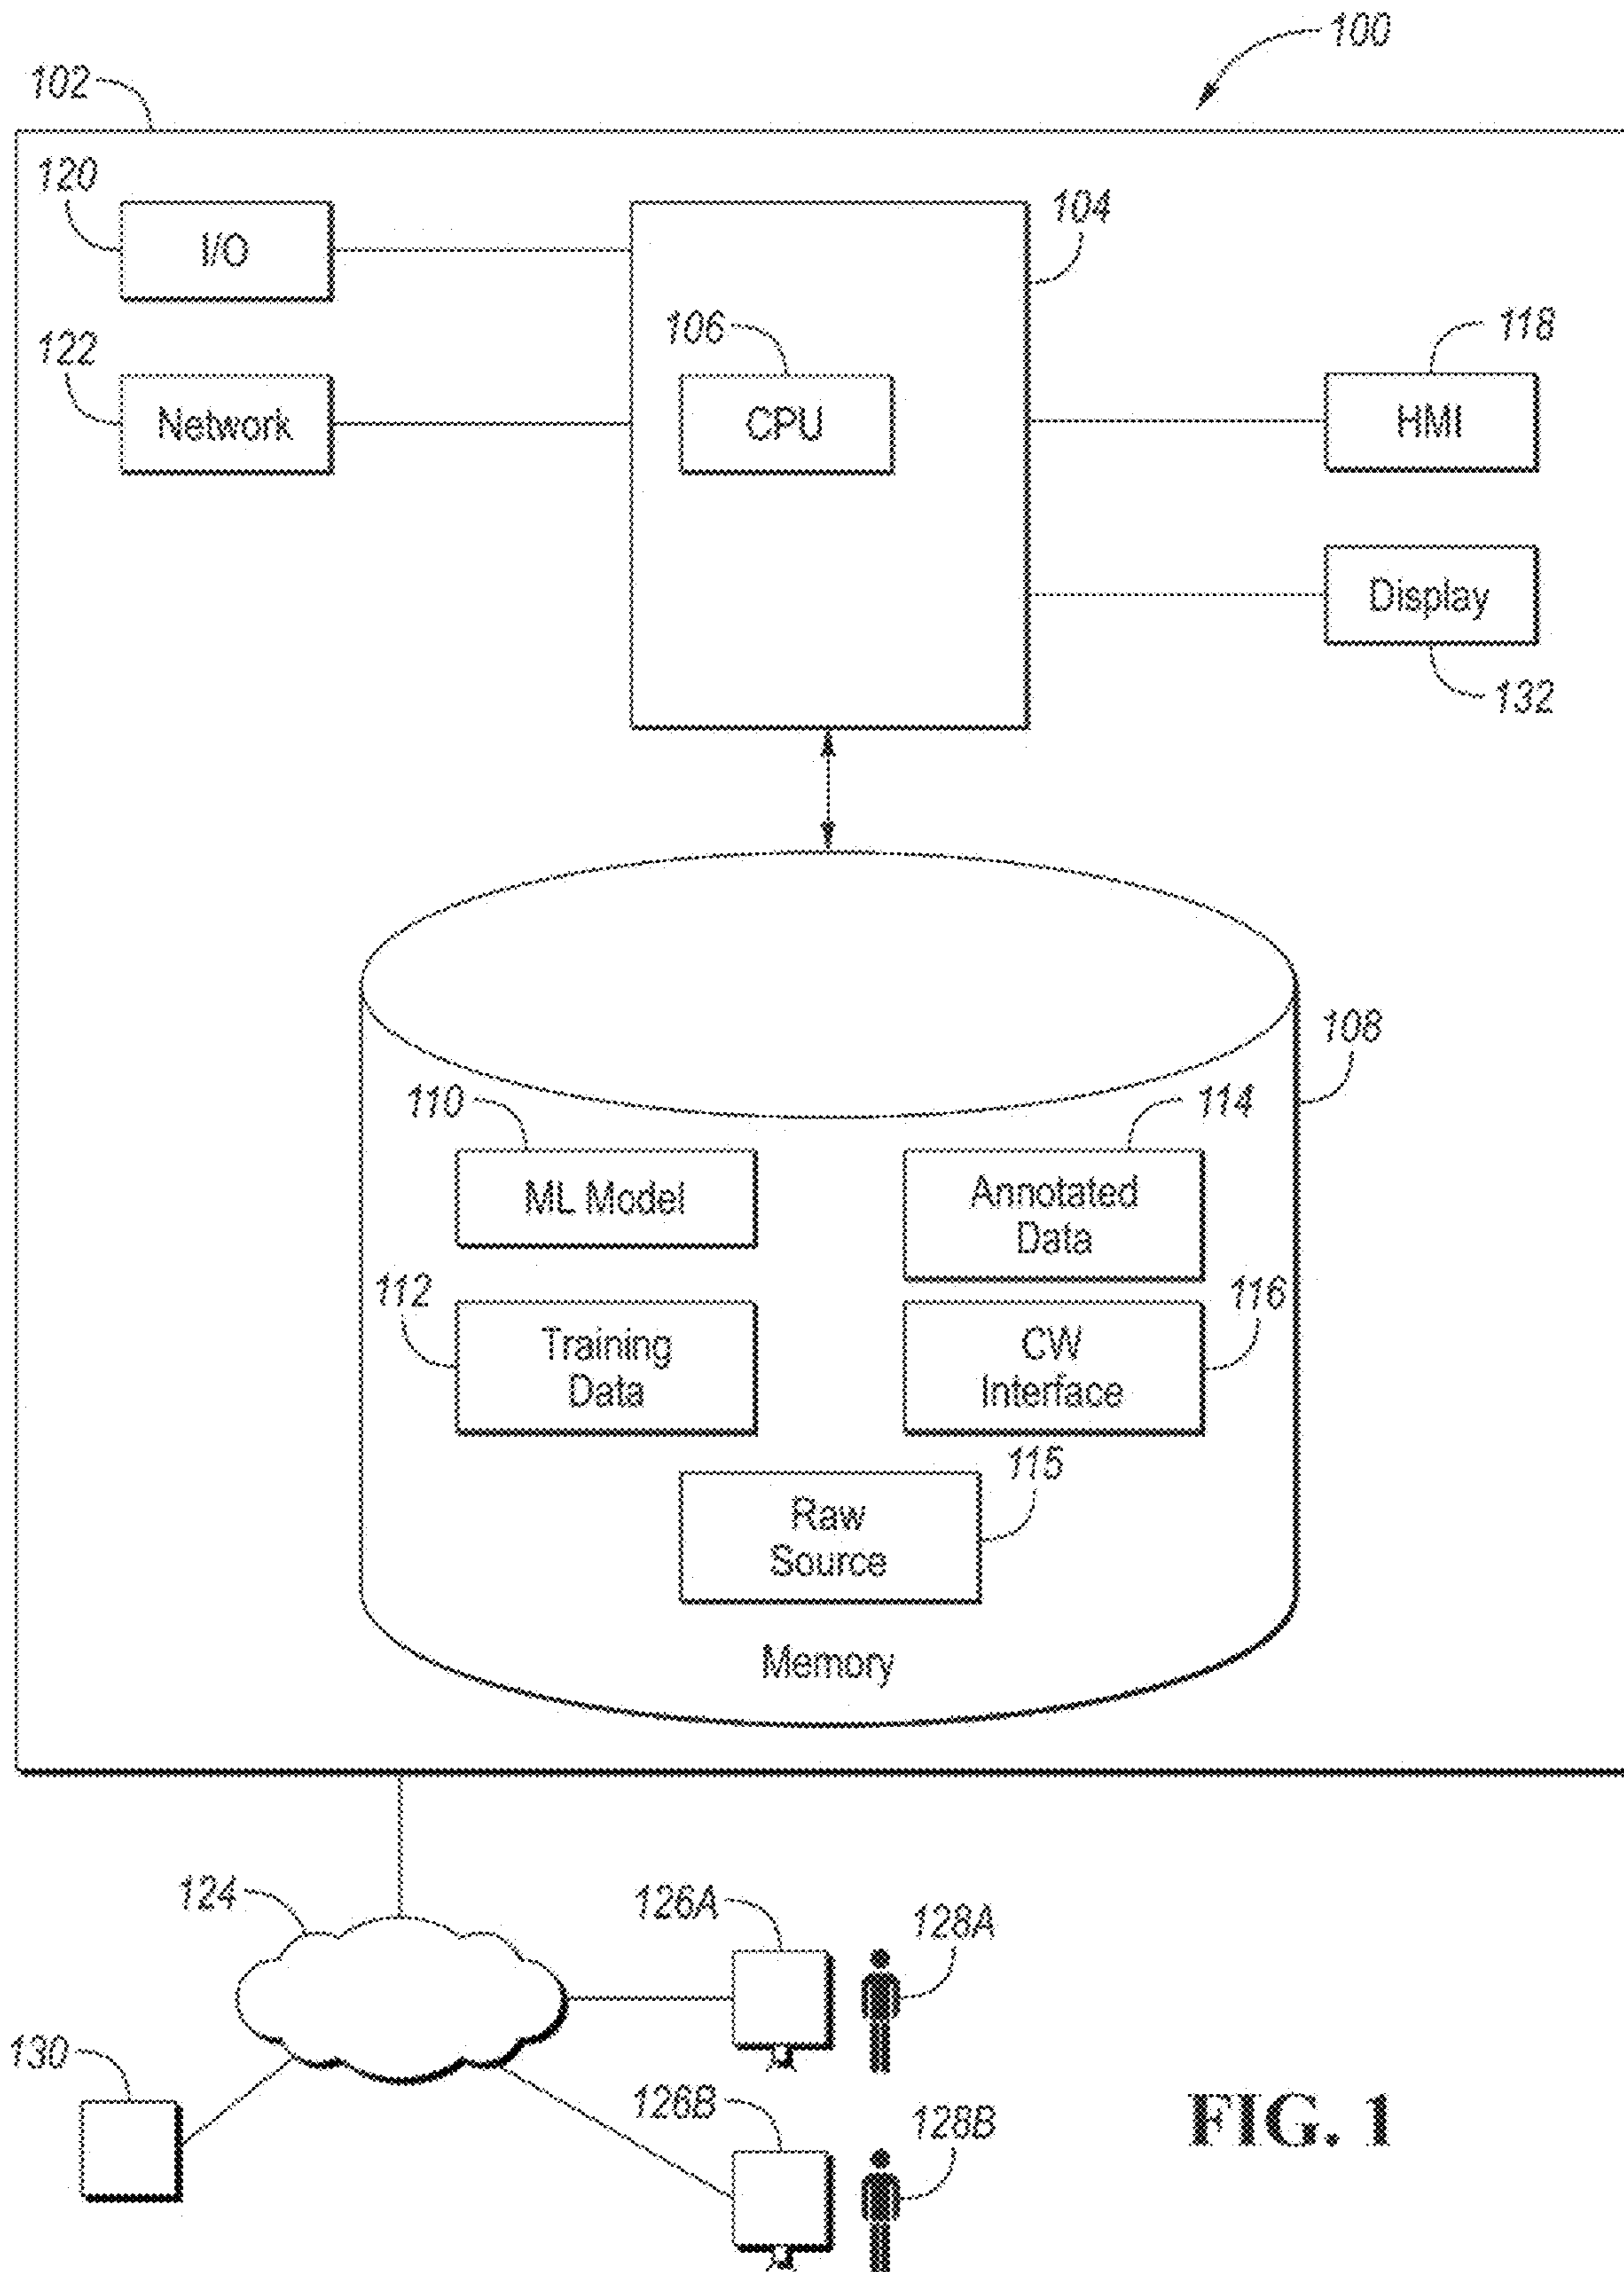 100
102
120
I/O
104
106
CPU
118
HMI
122
Network
Display
132
108
110
ML Model
114
Annotated
Data
112
Training
Data
116
CW
Interface
115
Raw
Source
Memory
124
126A
128A
130
126B
128B
FIG. 1